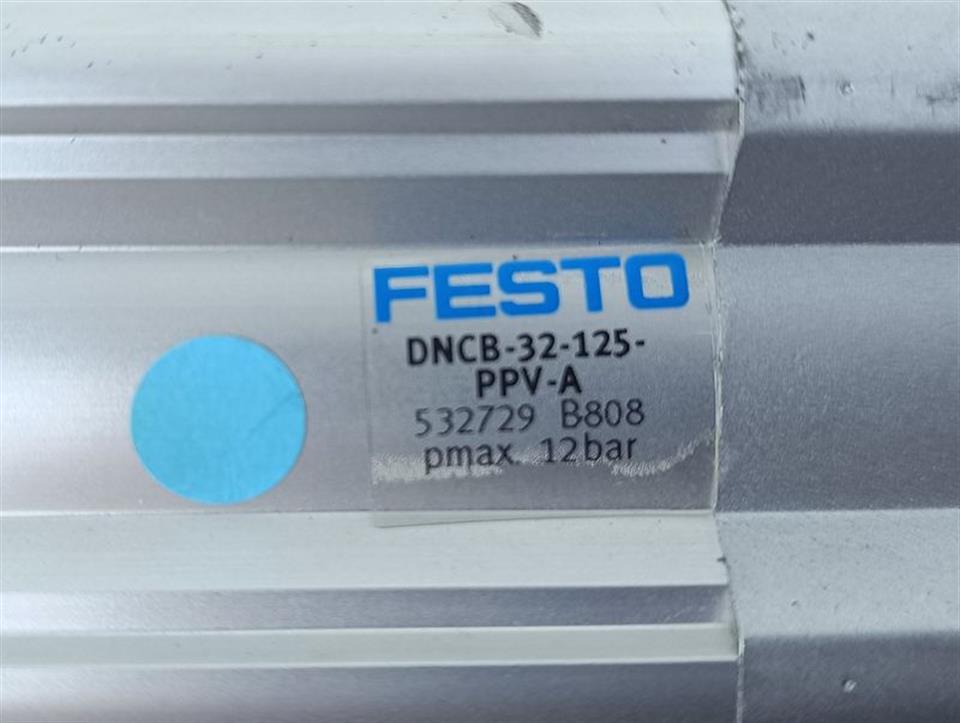 FESTO
DNCB-32-125-
PPV-A
532729 B808
pmax. 12bar